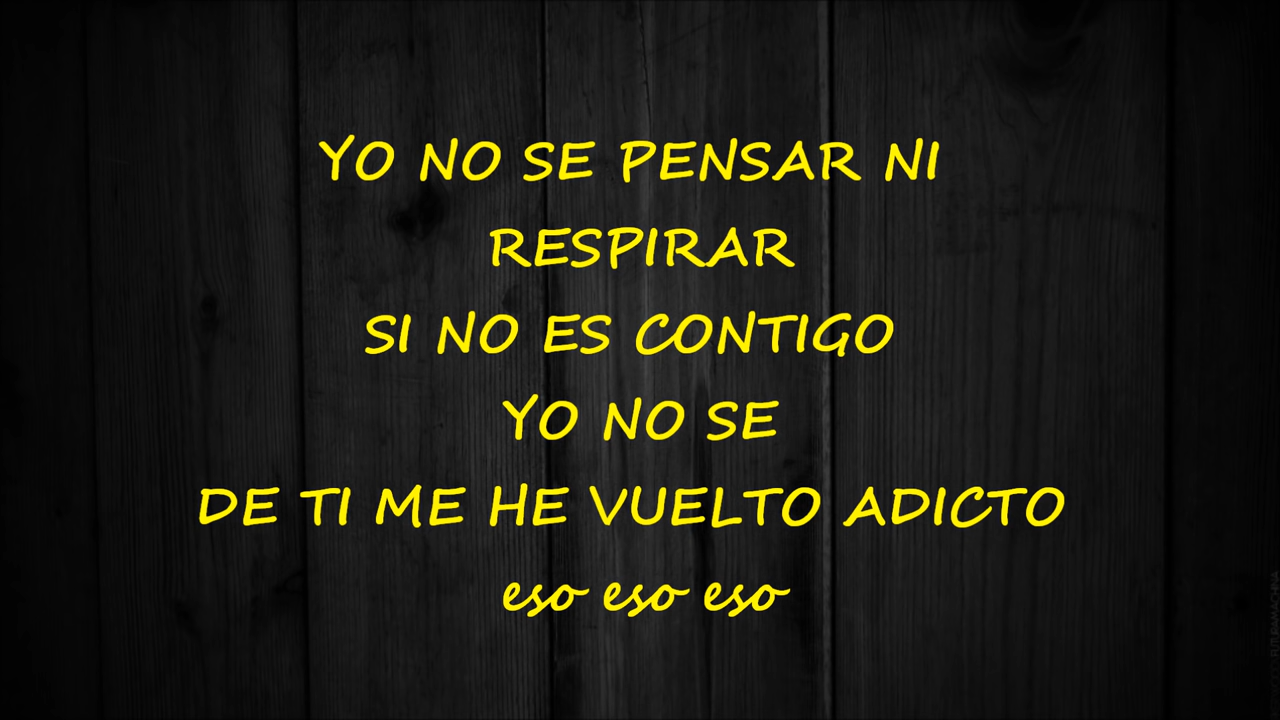 YO NO SE PENSAR NI
RESPIRAR
SI NO ES CONTIGO
YO NO SE
DE TI ME HE VUELTO ADICTO
eso eso eso